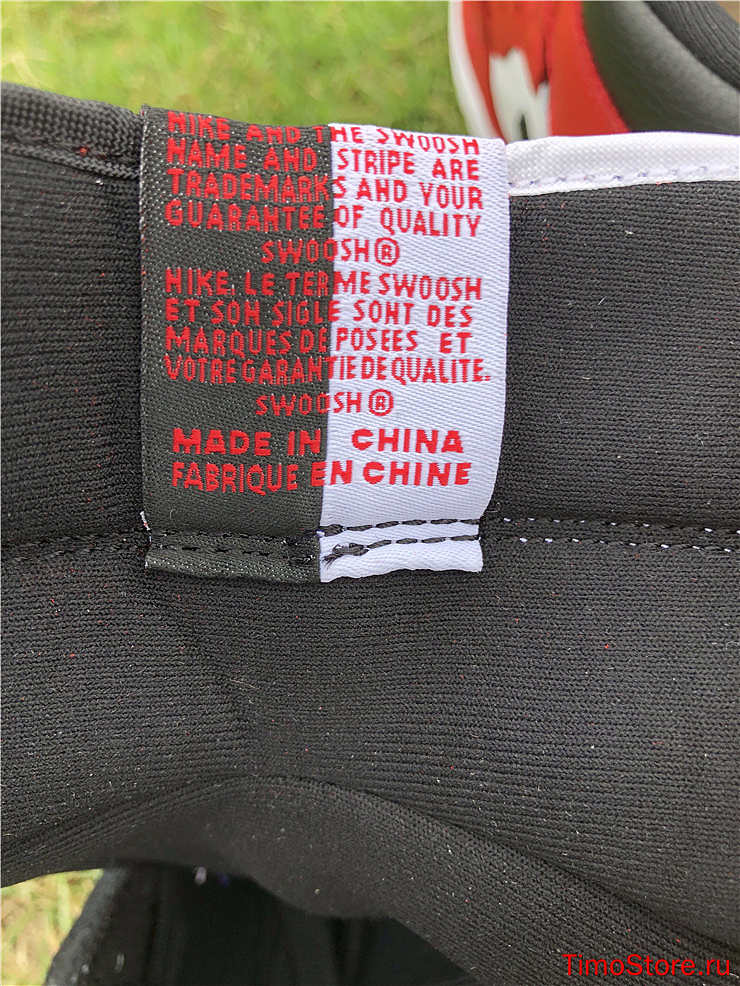 NIKE AND THE SWOOSH
NAME AND STRIPE ARE
TRADEMARKS AND YOUR
GUARANTEE OF QUALITY
SWOOSH®
NIKE, LE TERME SWOOSH
ET SON SIGLE SONT DES
MARQUES DEPOSEES ET
VOTRE GARANTIE DE QUALITE.
SWOOSH®
MADE IN CHINA
FABRIQUE EN CHINE
TimoStore.ru